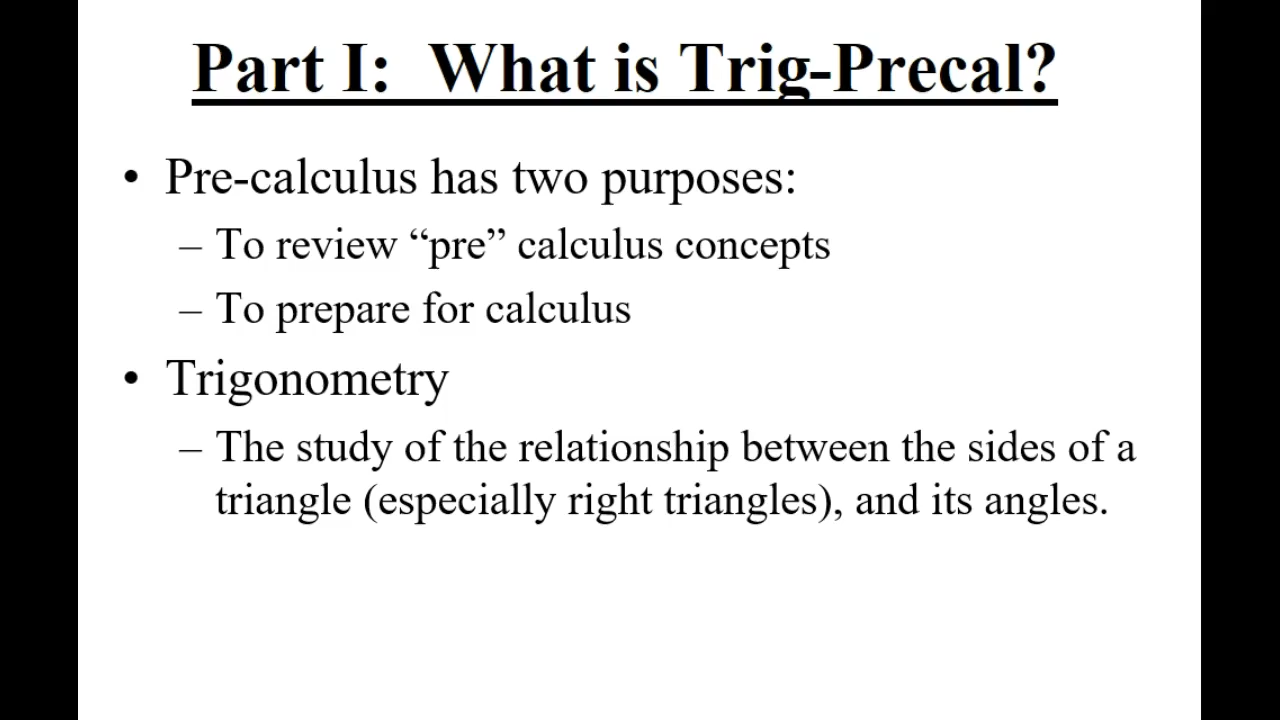 Part I:  What is Trig-Precal?
• Pre-calculus has two purposes:
– To review “pre” calculus concepts
– To prepare for calculus
• Trigonometry
– The study of the relationship between the sides of a
triangle (especially right triangles), and its angles.